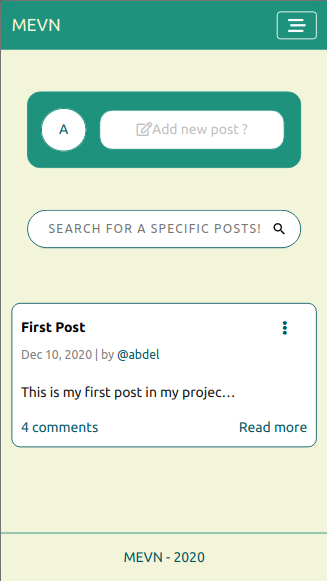 MEVN
A
Add new post ?
SEARCH FOR A SPECIFIC POSTS!
First Post
Dec 10, 2020 | by @abdel
This is my first post in my projec...
4 comments
Read more
MEVN - 2020